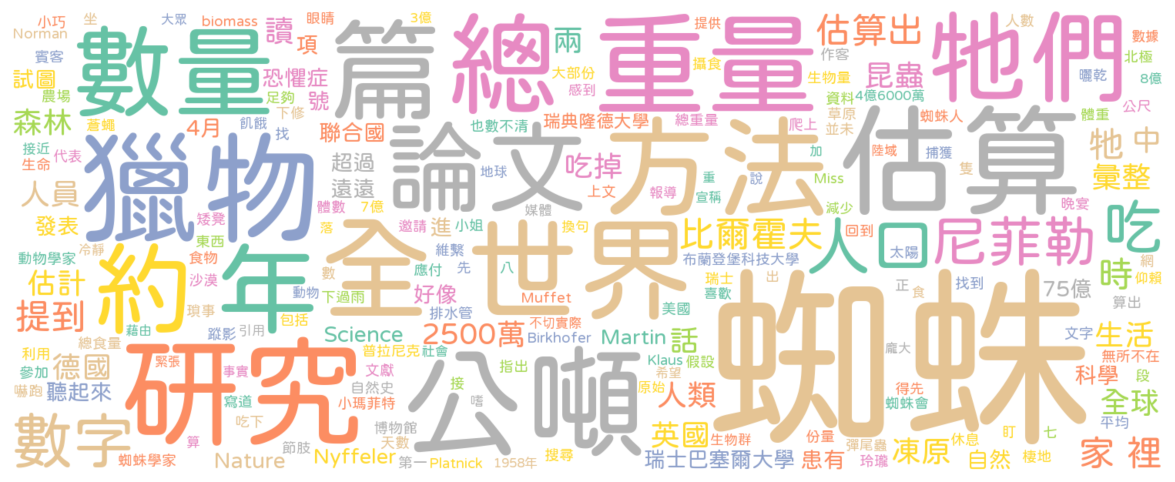 小巧 坐 大眾 biomass 眼睛 3億 提供 人數
Norman 數量 讀 篇 總 兩 重量 估算出 牠們 數據
賓客 項 作客 北極
試圖 恐懼症 大部份 攝食 生物量 昆蟲 曬乾 8億
農場 足夠 號 感到 資料 4億6000萬 公尺
森林 蒼蠅 4月 下修 飢餓 找 聯合國 也數不清 瑞典隆德大學 總重量 爬上 草原 蜘蛛人 體重
接近 代表 獵物 超過 論文 方法 並未 估算 牠 中
生命 遠遠 地球 吃掉 加 陸域 捕獲 隻 彙整
人員 體數 7億 上文 重 報導 宣稱 說 Miss 晚宴
發表 矮凳 落 媒體 邀請 進 小姐 換句 減少 回到 吃
動物學家 冷靜 東西 食物 約 年 數 全世界 維繫 先 八 比爾霍夫 人口 太陽 尼菲勒 網
估計 沙漠 動物 應付 布蘭登堡科技大學 時 仰賴
提到 瑣事 下過雨 好像 Muffet 瑞士 出 正 食 找到 75億 算出
藉由 蹤影 引用 包括 排水管 美國 喜歡 蜘蛛
利用 總食量 Science 2500萬 不切實際 Birkhofer Martin 話 龐大 文字 生活
參加 德國 研究 緊張 普拉尼克 社會 公噸 指出 Klaus 假設 無所不在
嚇跑 聽起來 事實 文獻 自然史 接 希望 原始 人類 得先 科學 段
數字 寫道 小瑪菲特 嗜 蜘蛛會 全球
吃下 博物館 英國 生物群 份量 彈尾蟲 休息 盯 七 平均
蜘蛛學家 算 Nature 節肢 Nyffeler 天數 第一 Platnick 1958年 搜尋 瑞士巴塞爾大學 患有 玲瓏 凍原 自然 棲地 家 裡